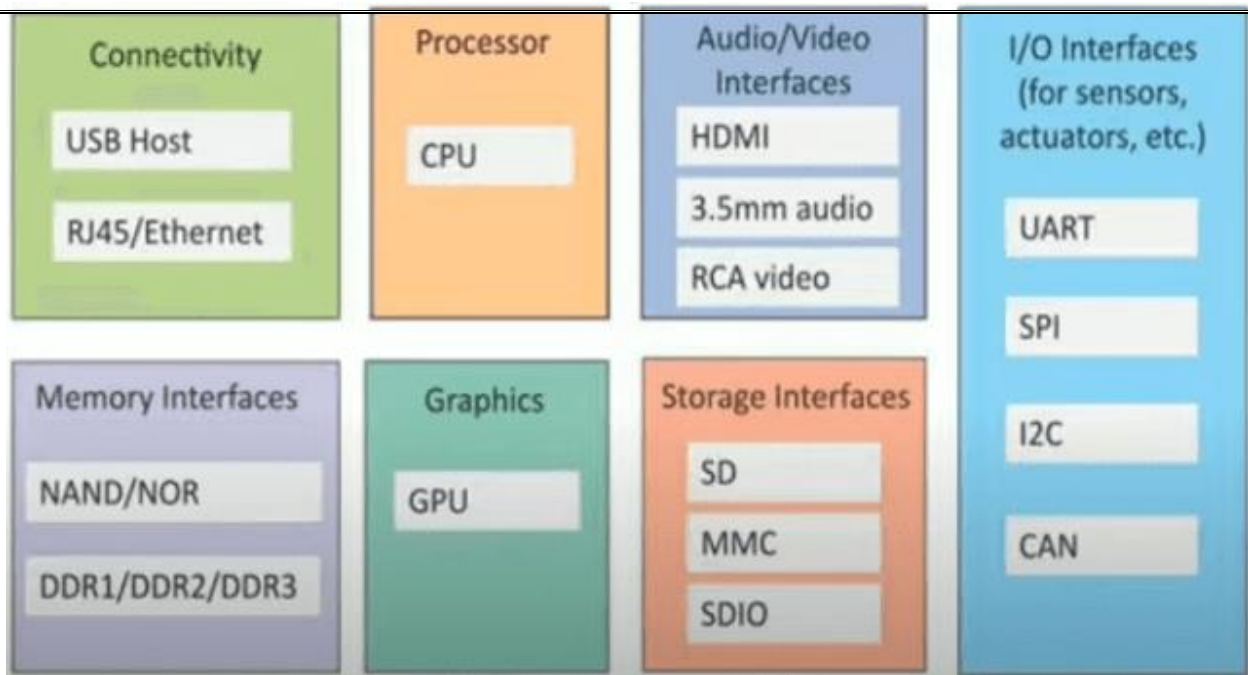 Connectivity
USB Host
RJ45/Ethernet
Processor
CPU
Audio/Video
Interfaces
HDMI
3.5mm audio
RCA video
I/O Interfaces
(for sensors,
actuators, etc.)
UART
SPI
I2C
CAN
Memory Interfaces
NAND/NOR
DDR1/DDR2/DDR3
Graphics
GPU
Storage Interfaces
SD
MMC
SDIO